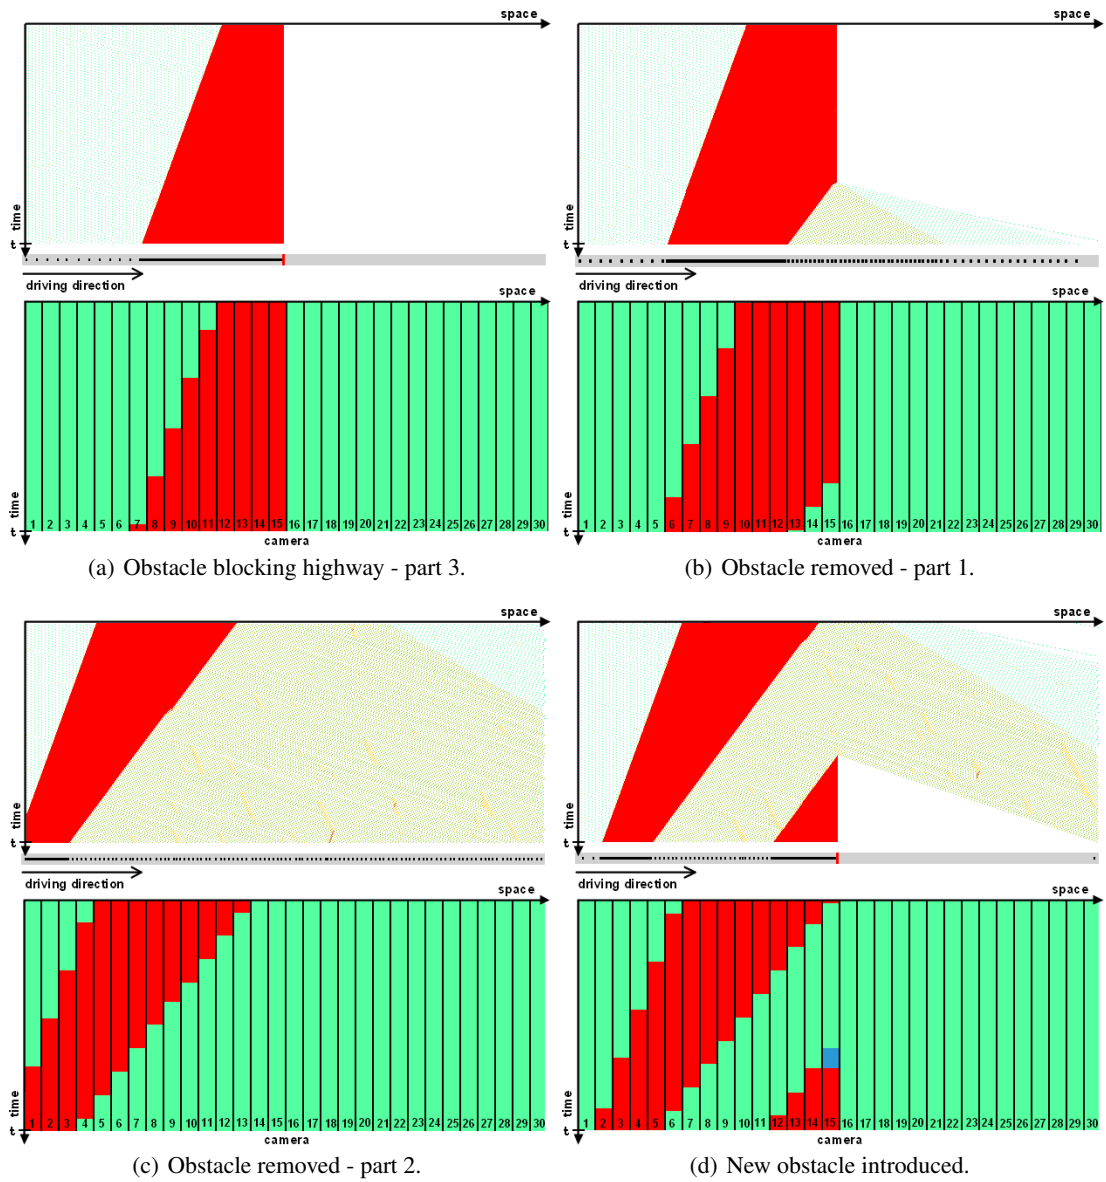 space
time
t
driving direction
space
time
t
1 2 3 4 5 6 7 8 9 10 11 12 13 14 15 16 17 18 19 20 21 22 23 24 25 26 27 28 29 30
camera
(a) Obstacle blocking highway - part 3.
space
time
t
driving direction
space
time
t
1 2 3 4 5 6 7 8 9 10 11 12 13 14 15 16 17 18 19 20 21 22 23 24 25 26 27 28 29 30
camera
(b) Obstacle removed - part 1.
space
time
t
driving direction
space
time
t
1 2 3 4 5 6 7 8 9 10 11 12 13 14 15 16 17 18 19 20 21 22 23 24 25 26 27 28 29 30
camera
(c) Obstacle removed - part 2.
space
time
t
driving direction
space
time
t
1 2 3 4 5 6 7 8 9 10 11 12 13 14 15 16 17 18 19 20 21 22 23 24 25 26 27 28 29 30
camera
(d) New obstacle introduced.